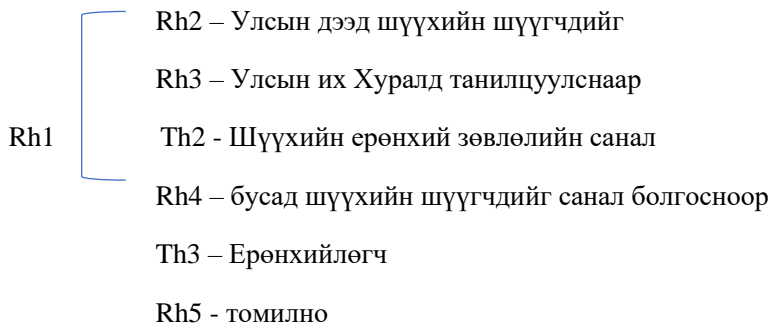 Rh2 – Улсын дээд шүүхийн шүүгчдийг
Rh3 – Улсын их Хуралд танилцуулснаар
Rh1
Th2 - Шүүхийн ерөнхий зөвлөлийн санал
Rh4 – бусад шүүхийн шүүгчдийг санал болгосноор
Th3 – Ерөнхийлөгч
Rh5 - томилно